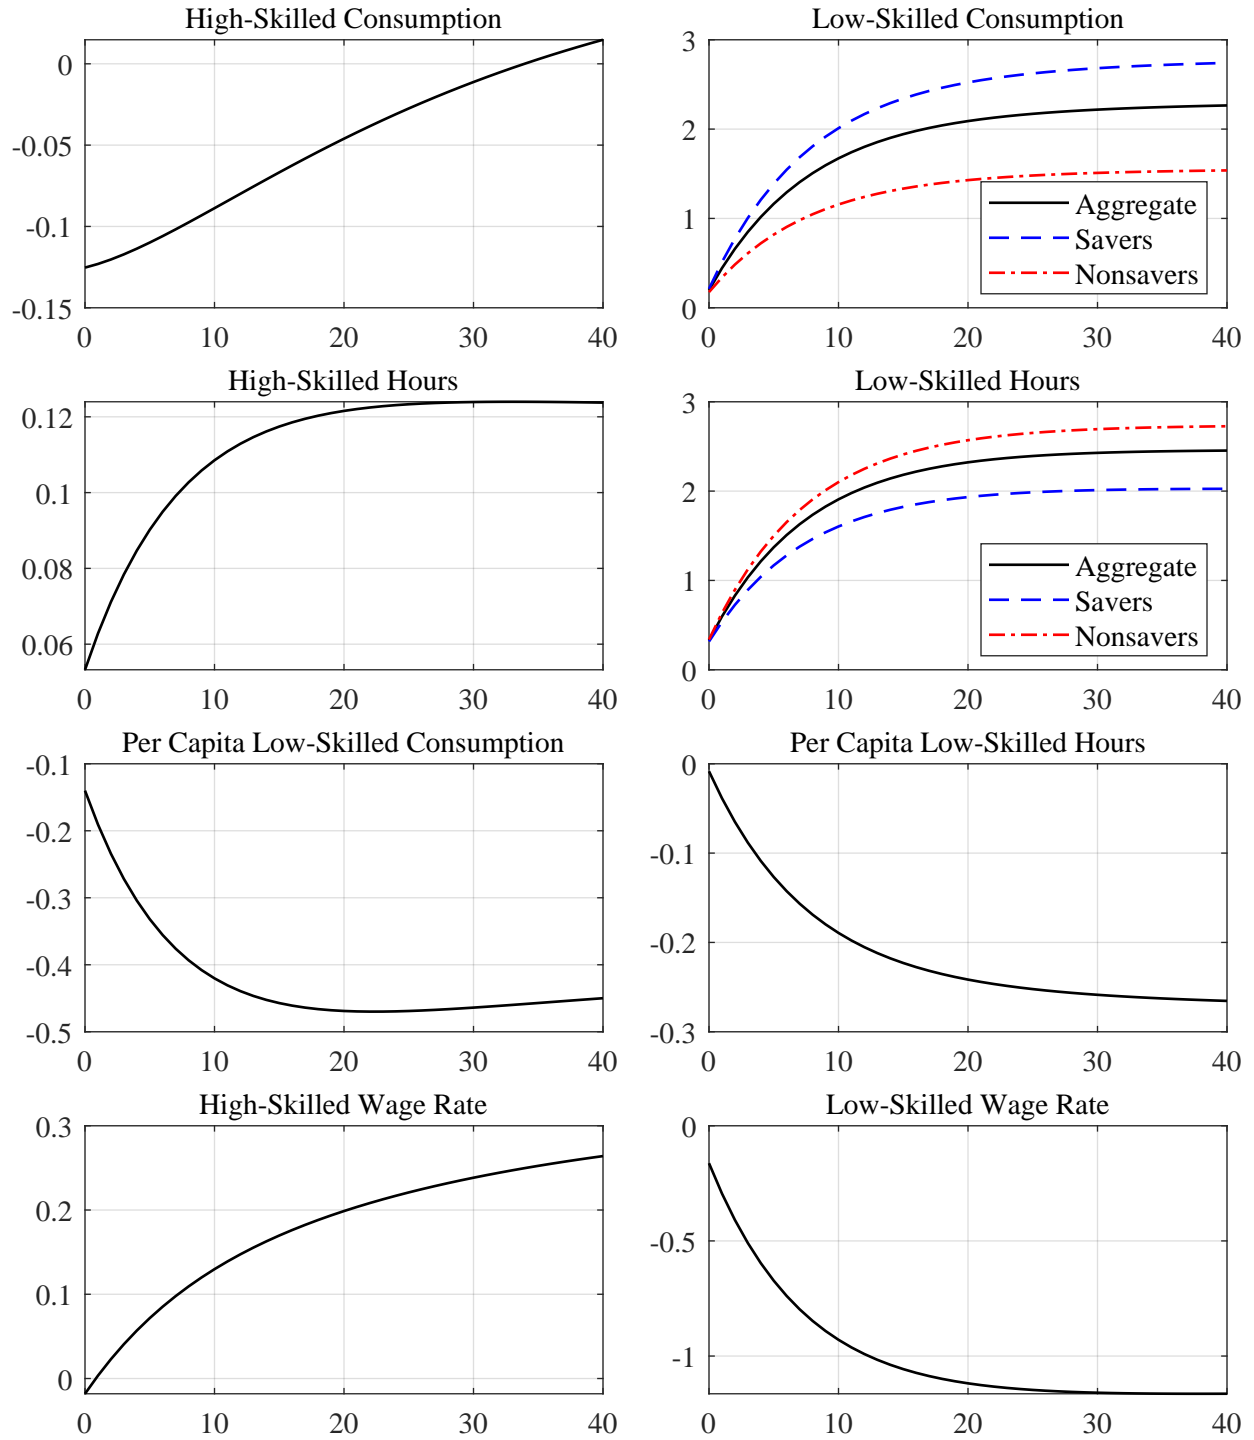 High-Skilled Consumption
0
-0.05
-0.1
-0.15
0 10 20 30 40
Low-Skilled Consumption
3
2
1
0
Aggregate
Savers
Nonsavers
0 10 20 30 40
High-Skilled Hours
0.12
0.1
0.08
0.06
0 10 20 30 40
Low-Skilled Hours
3
2
1
0
Aggregate
Savers
Nonsavers
0 10 20 30 40
Per Capita Low-Skilled Consumption
-0.1
-0.2
-0.3
-0.4
-0.5
0 10 20 30 40
Per Capita Low-Skilled Hours
0
-0.1
-0.2
-0.3
0 10 20 30 40
High-Skilled Wage Rate
0.3
0.2
0.1
0
0 10 20 30 40
Low-Skilled Wage Rate
0
-0.5
-1
0 10 20 30 40